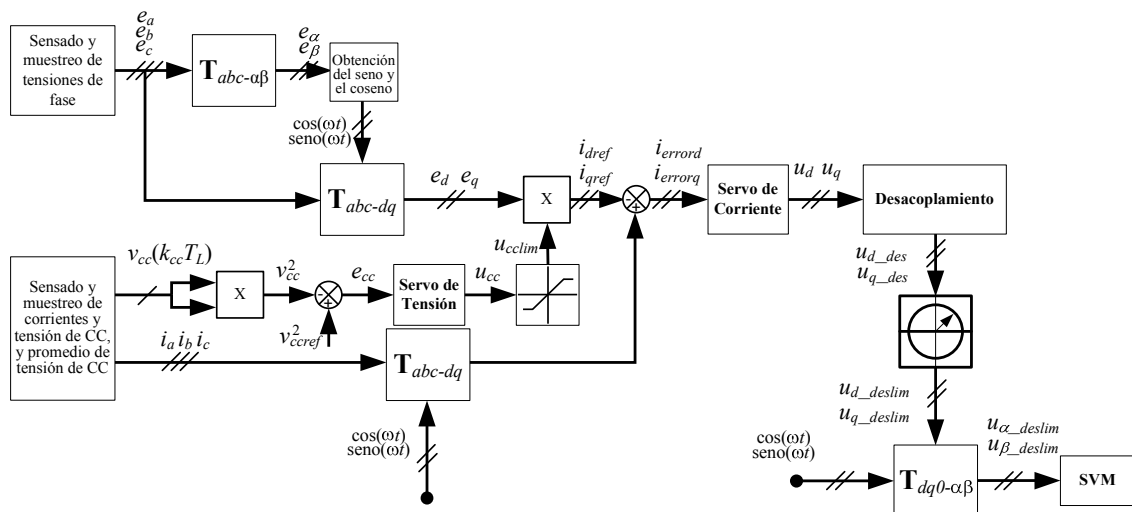 Sensado y
muestreo de
tensiones de
fase
e_a
e_b
e_c
T_abc-αβ
e_α
e_β
Obtención
del seno y
el coseno
cos(ωt)
seno(ωt)
T_abc-dq
e_d e_q
X
i_dref
i_qref
- +
i_errord
i_errorq
Servo de
Corriente
u_d u_q
Desacoplamiento
u_d_des
u_q_des
Sensado y
muestreo de
corrientes y
tensión de CC,
y promedio de
tensión de CC
v_cc(k_ccT_L)
X
v_cc^2
- +
v_ccref^2
e_cc
Servo de
Tensión
u_cc
u_cclim
i_a i_b i_c
T_abc-dq
cos(ωt)
seno(ωt)
u_d_deslim
u_q_deslim
cos(ωt)
seno(ωt)
T_dq0-αβ
u_α_deslim
u_β_deslim
SVM